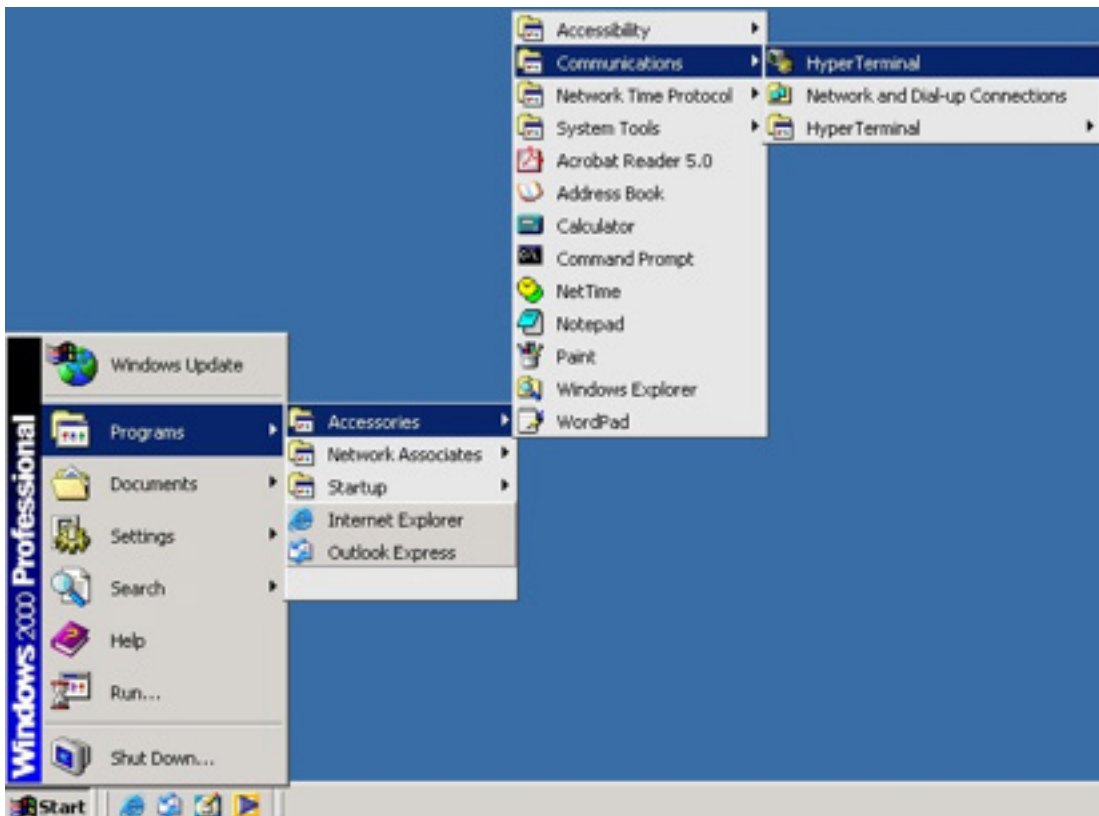 Accessibility
Communications
Network Time Protocol
System Tools
Acrobat Reader 5.0
Address Book
Calculator
Command Prompt
NetTime
Notepad
Paint
Windows Explorer
WordPad
HyperTerminal
Network and Dial-up Connections
HyperTerminal
Windows Update
Programs
Documents
Settings
Search
Help
Run...
Shut Down...
Accessories
Network Associates
Startup
Internet Explorer
Outlook Express
Windows 2000 Professional
Start